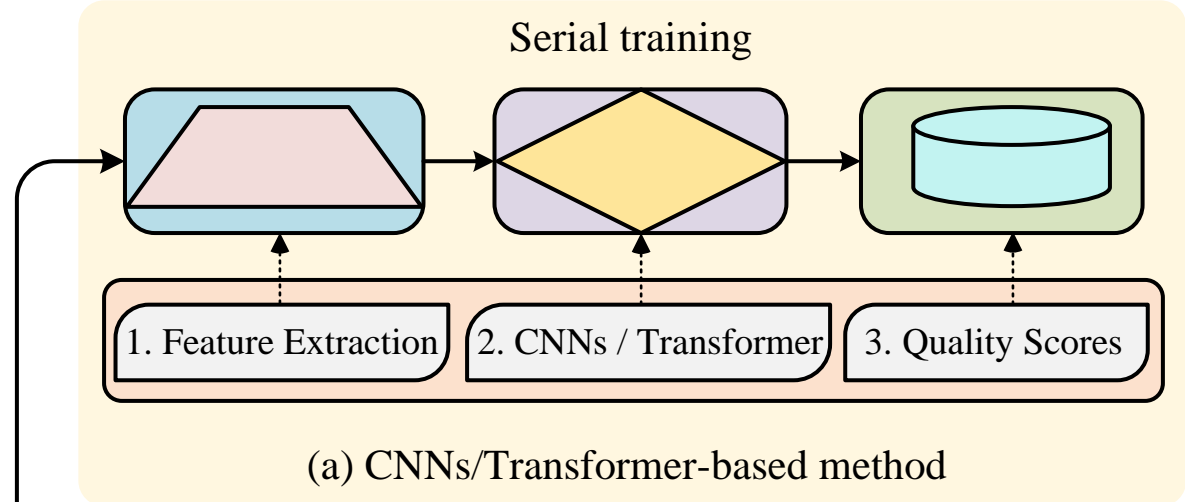 Serial training
1. Feature Extraction
2. CNNs / Transformer
3. Quality Scores
(a) CNNs/Transformer-based method